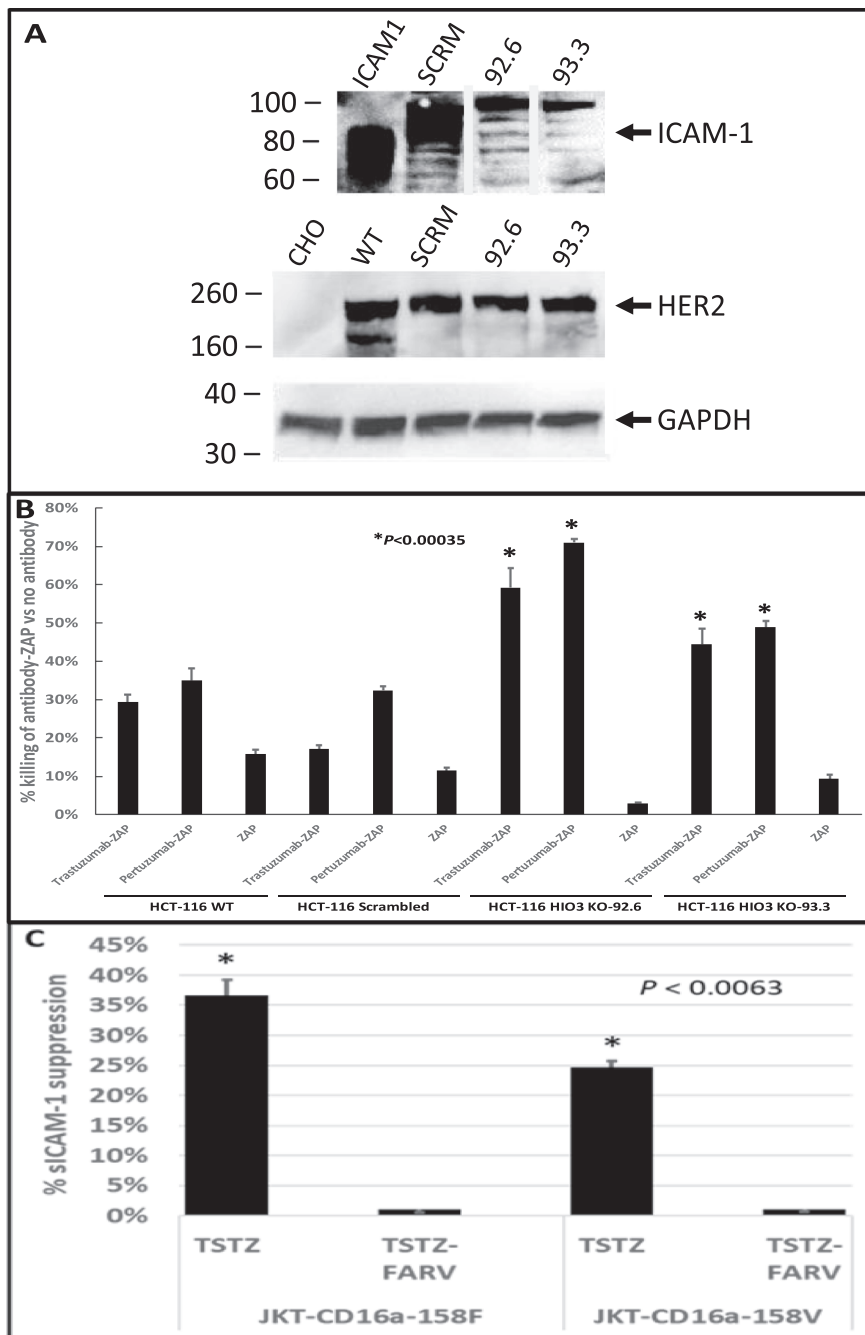 A
ICAM1 SCRM 92.6 93.3
100 –
80 – ICAM-1
60 –
CHO WT SCRM 92.6 93.3
260 –
HER2
160 –
40 –
GAPDH
30 –
B
% killing of antibody-ZAP vs no antibody
80%
70%
60%
50%
40%
30%
20%
10%
0%
*P<0.00035
* * * *
Trastuzumab-ZAP Pertuzumab-ZAP ZAP Trastuzumab-ZAP Pertuzumab-ZAP ZAP Trastuzumab-ZAP Pertuzumab-ZAP ZAP Trastuzumab-ZAP Pertuzumab-ZAP ZAP
HCT-116 WT HCT-116 Scrambled HCT-116 HIO3 KO-92.6 HCT-116 HIO3 KO-93.3
C
% sICAM-1 suppression
45%
40%
35%
30%
25%
20%
15%
10%
5%
0%
* *
P < 0.0063
TSTZ TSTZ- TSTZ TSTZ-
FARV FARV
JKT-CD16a-158F JKT-CD16a-158V